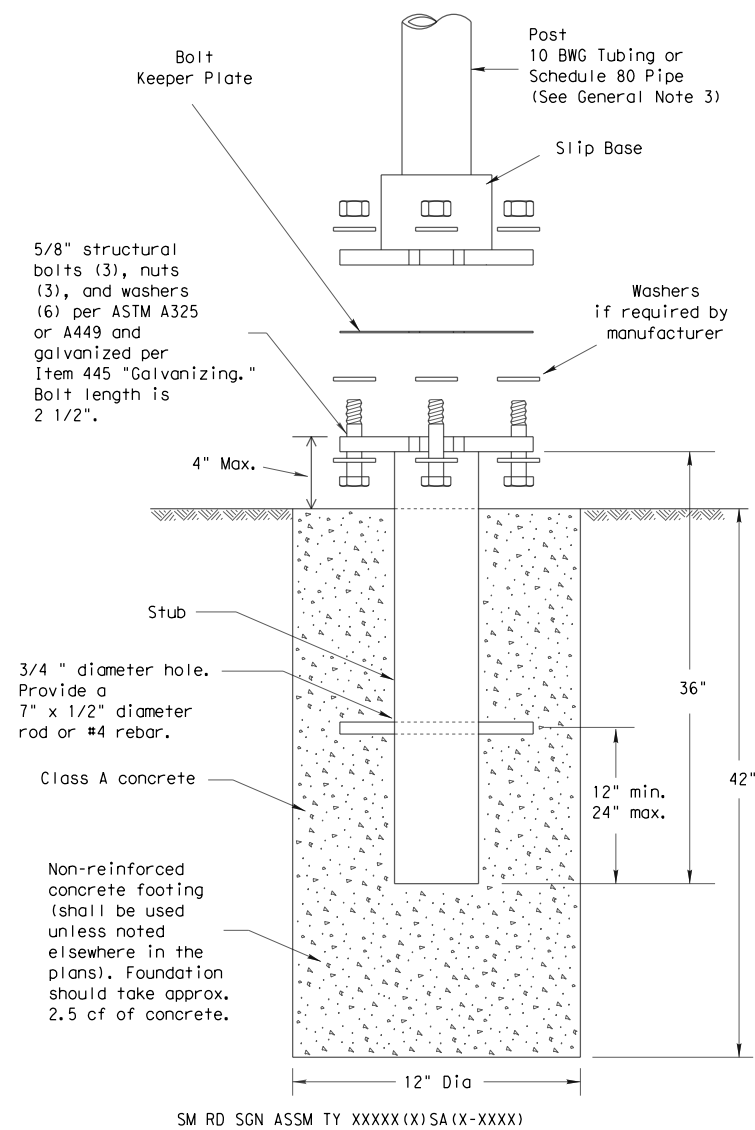 Bolt
Keeper Plate
Post
10 BWG Tubing or
Schedule 80 Pipe
(See General Note 3)
Slip Base
5/8" structural
bolts (3), nuts
(3), and washers
(6) per ASTM A325
or A449 and
galvanized per
Item 445 "Galvanizing."
Bolt length is
2 1/2".
Washers
if required by
manufacturer
4" Max.
Stub
3/4 " diameter hole.
Provide a
7" x 1/2" diameter
rod or #4 rebar.
36"
Class A concrete
12" min.
24" max.
42"
Non-reinforced
concrete footing
(shall be used
unless noted
elsewhere in the
plans). Foundation
should take approx.
2.5 cf of concrete.
12" Dia
SM RD SGN ASSM TY XXXXX(X)SA(X-XXXX)